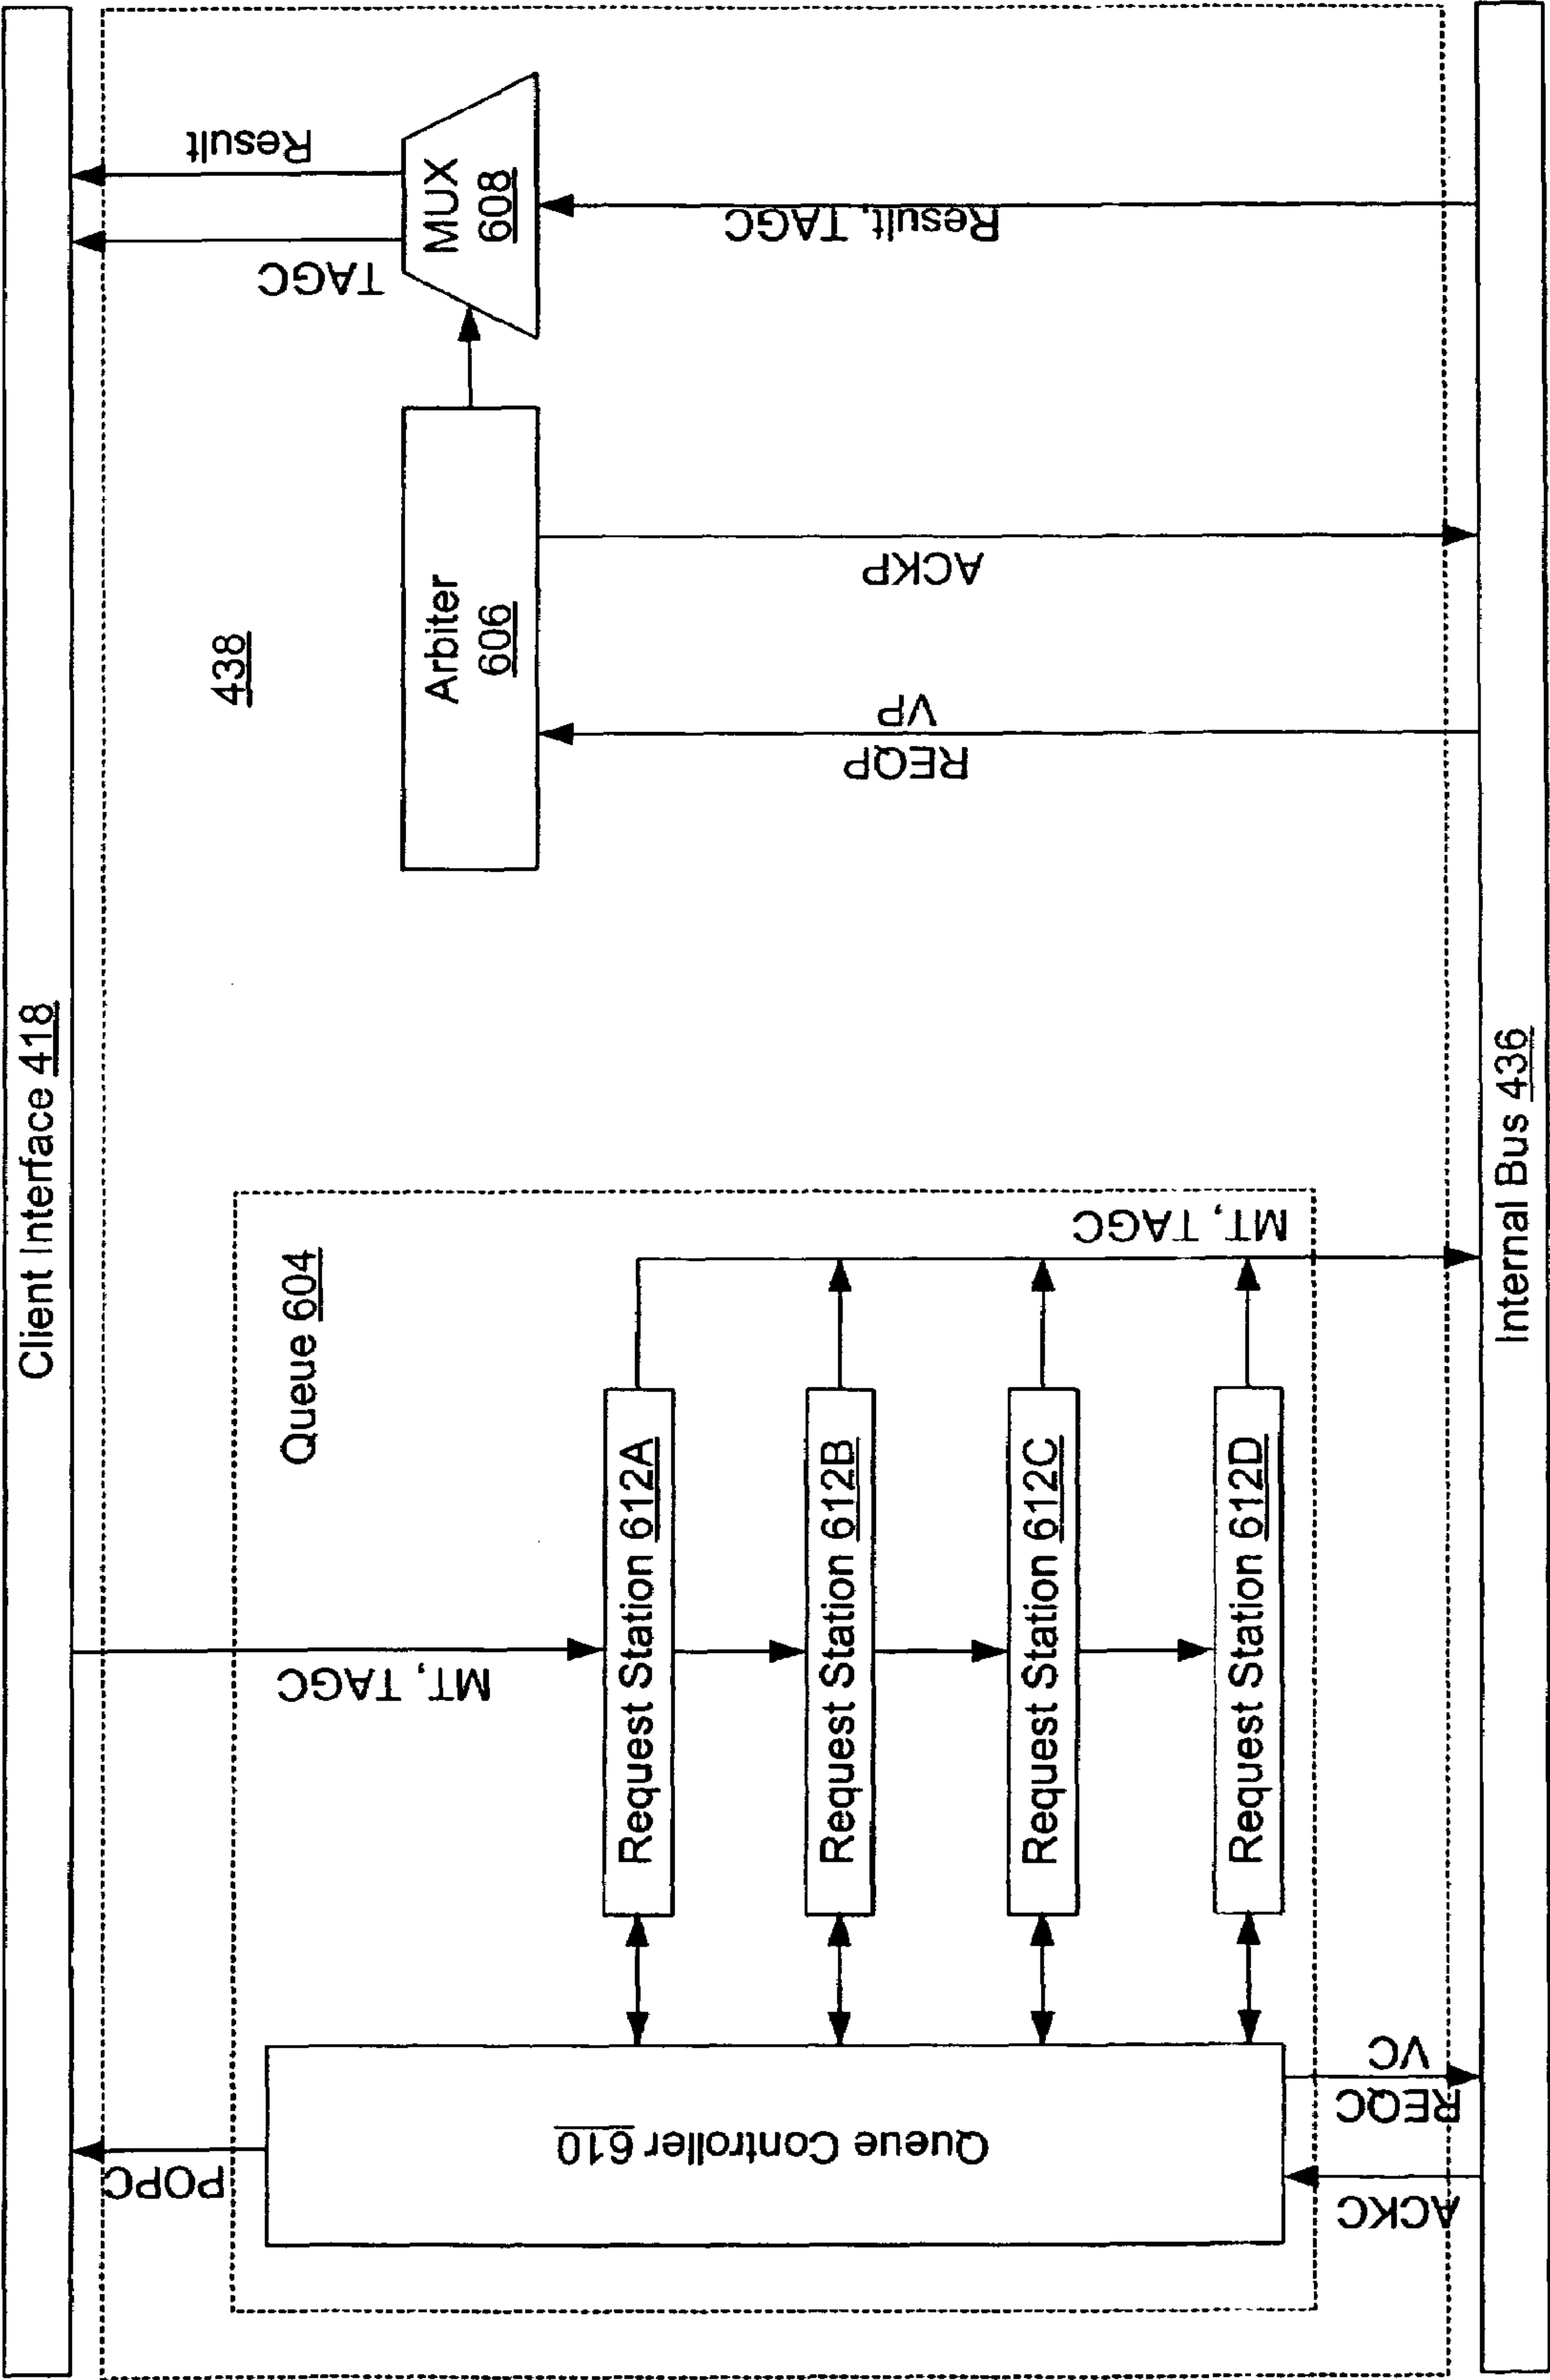 Client Interface 418
438
POPC
Queue 604
MT, TAGC
Queue Controller 610
Request Station 612A
Request Station 612B
Request Station 612C
Request Station 612D
MT, TAGC
ACKC
REQC
VC
Arbiter
606
REQP
VP
ACKP
MUX
608
TAGC
Result
Result, TAGC
Internal Bus 436